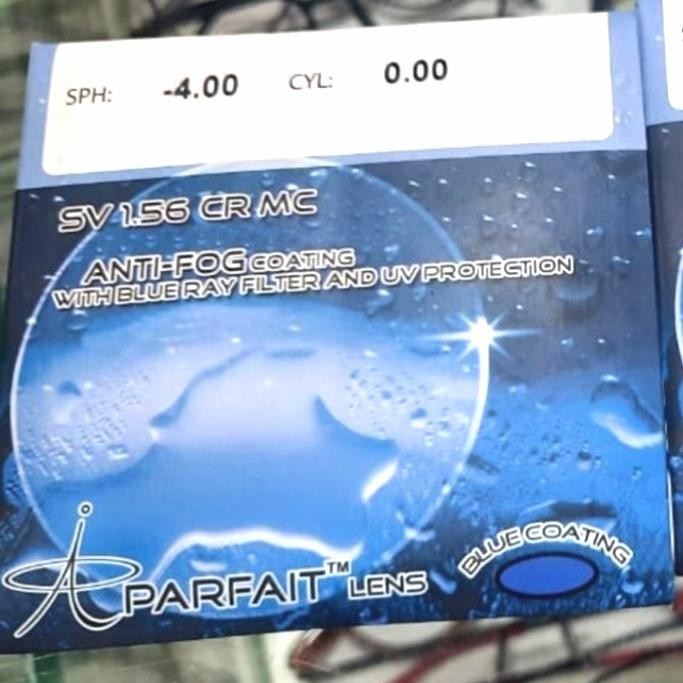 SPH: -4.00 CYL: 0.00
SV 1.56 CR MC
ANTI-FOG COATING
WITH BLUE RAY FILTER AND UV PROTECTION
BLUE COATING
PARFAIT™ LENS